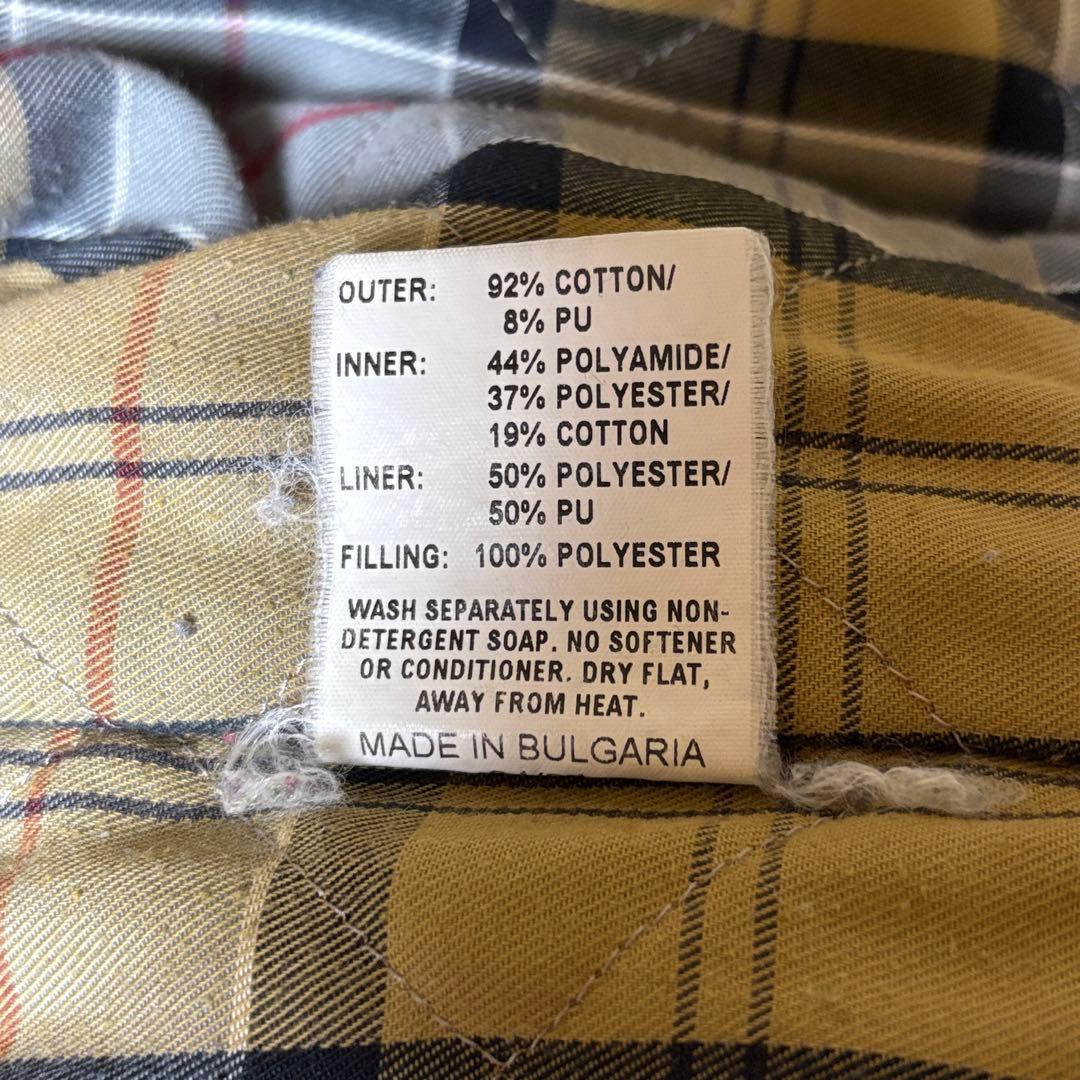 OUTER: 92% COTTON/
8% PU
INNER: 44% POLYAMIDE/
37% POLYESTER/
19% COTTON
LINER: 50% POLYESTER/
50% PU
FILLING: 100% POLYESTER
WASH SEPARATELY USING NON-
DETERGENT SOAP. NO SOFTENER
OR CONDITIONER. DRY FLAT,
AWAY FROM HEAT.
MADE IN BULGARIA